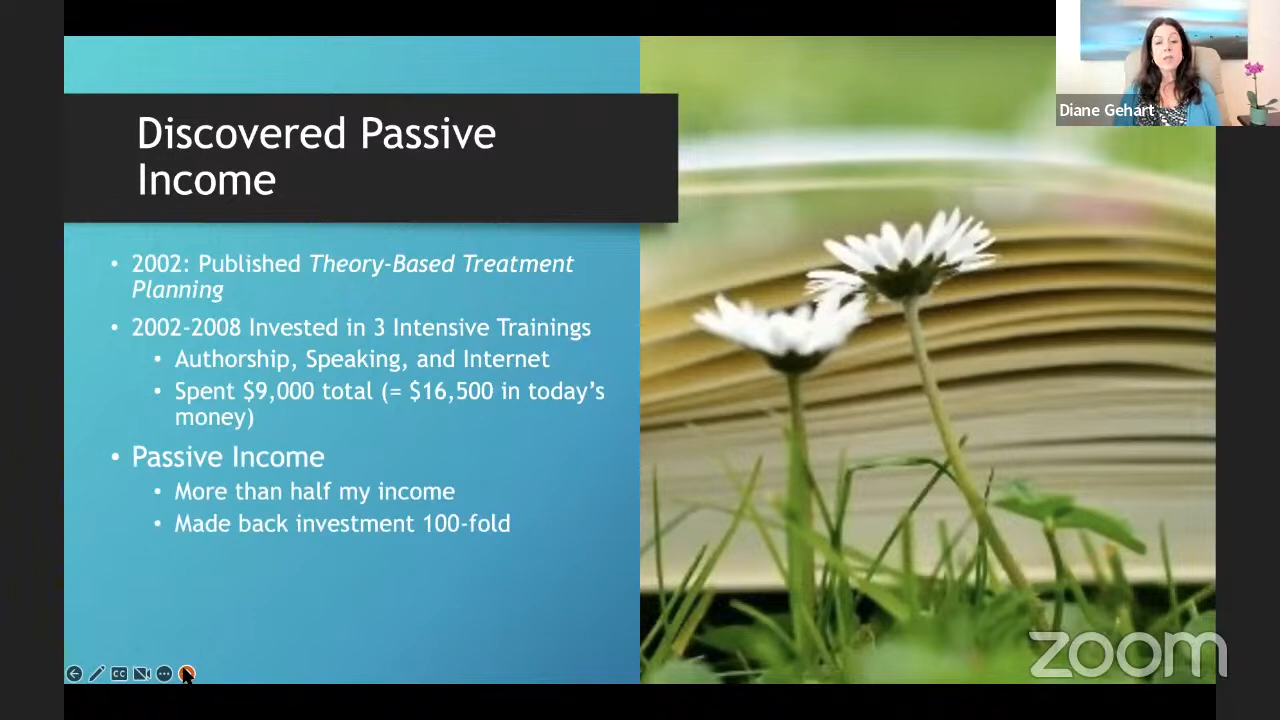 Discovered Passive
Income
• 2002: Published Theory-Based Treatment
Planning
• 2002-2008 Invested in 3 Intensive Trainings
• Authorship, Speaking, and Internet
• Spent $9,000 total (= $16,500 in today’s
money)
• Passive Income
• More than half my income
• Made back investment 100-fold
Diane Gehart
CC
zoom